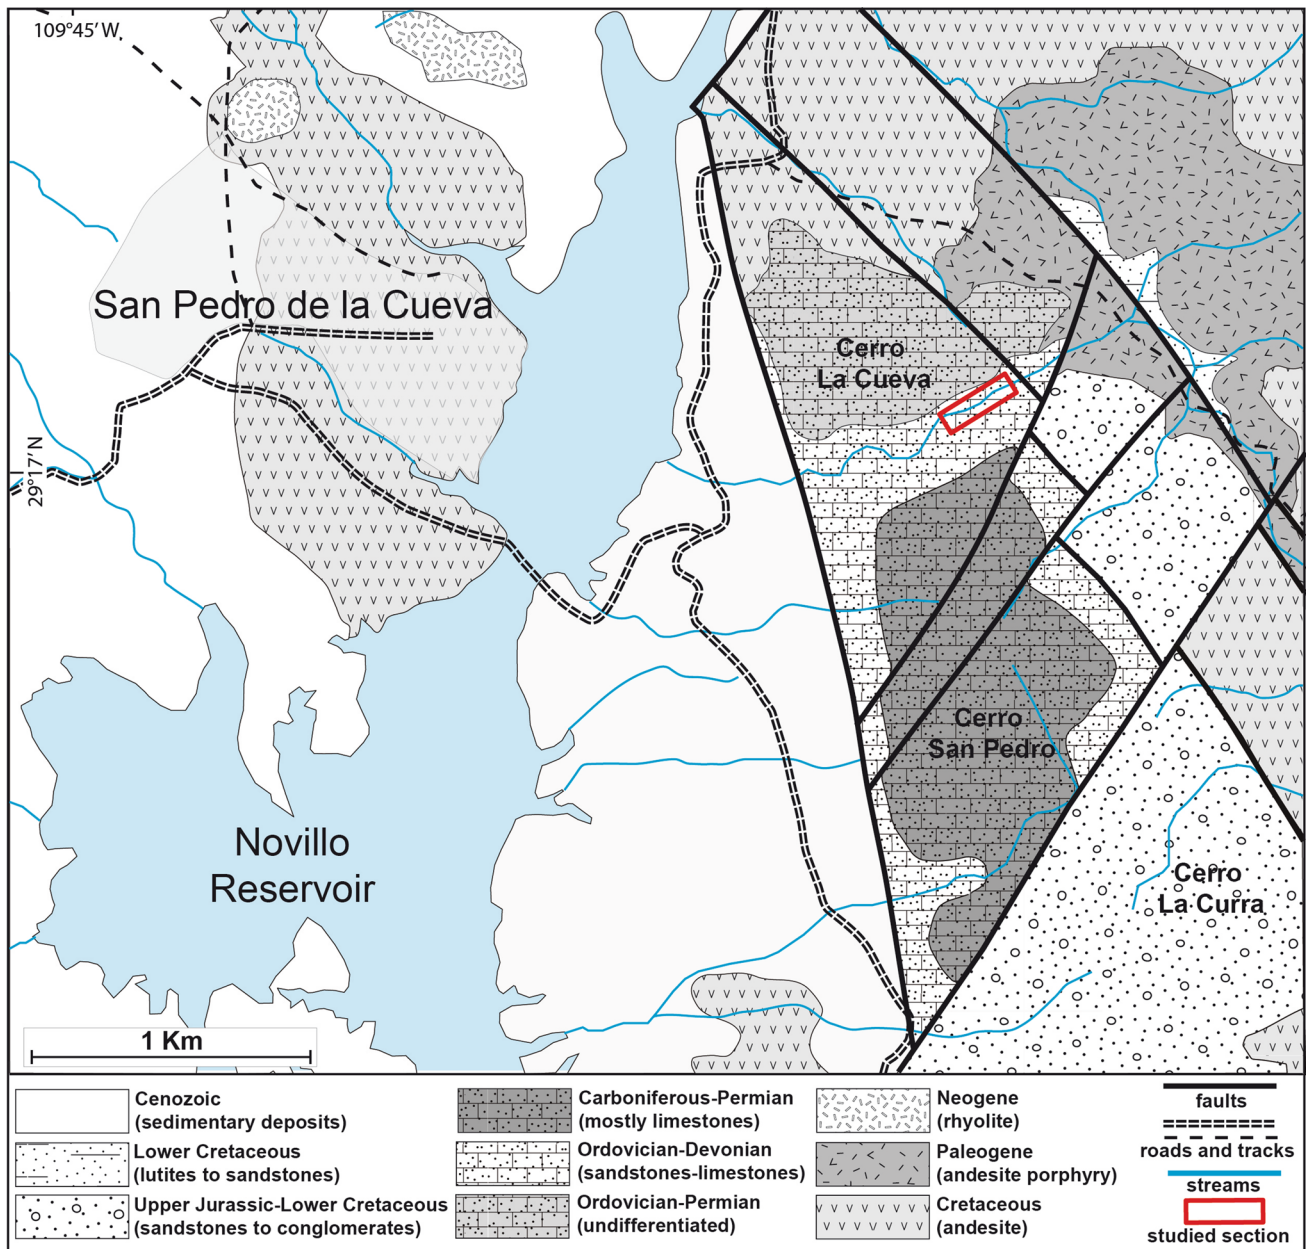 109°45´W
San Pedro de la Cueva
Cerro
La Cueva
29°17´N
Cerro
San Pedro
Novillo
Reservoir
Cerro
La Curra
1 Km
Cenozoic
(sedimentary deposits)
Lower Cretaceous
(lutites to sandstones)
Upper Jurassic-Lower Cretaceous
(sandstones to conglomerates)
Carboniferous-Permian
(mostly limestones)
Ordovician-Devonian
(sandstones-limestones)
Ordovician-Permian
(undifferentiated)
Neogene
(rhyolite)
Paleogene
(andesite porphyry)
Cretaceous
(andesite)
faults
roads and tracks
streams
studied section